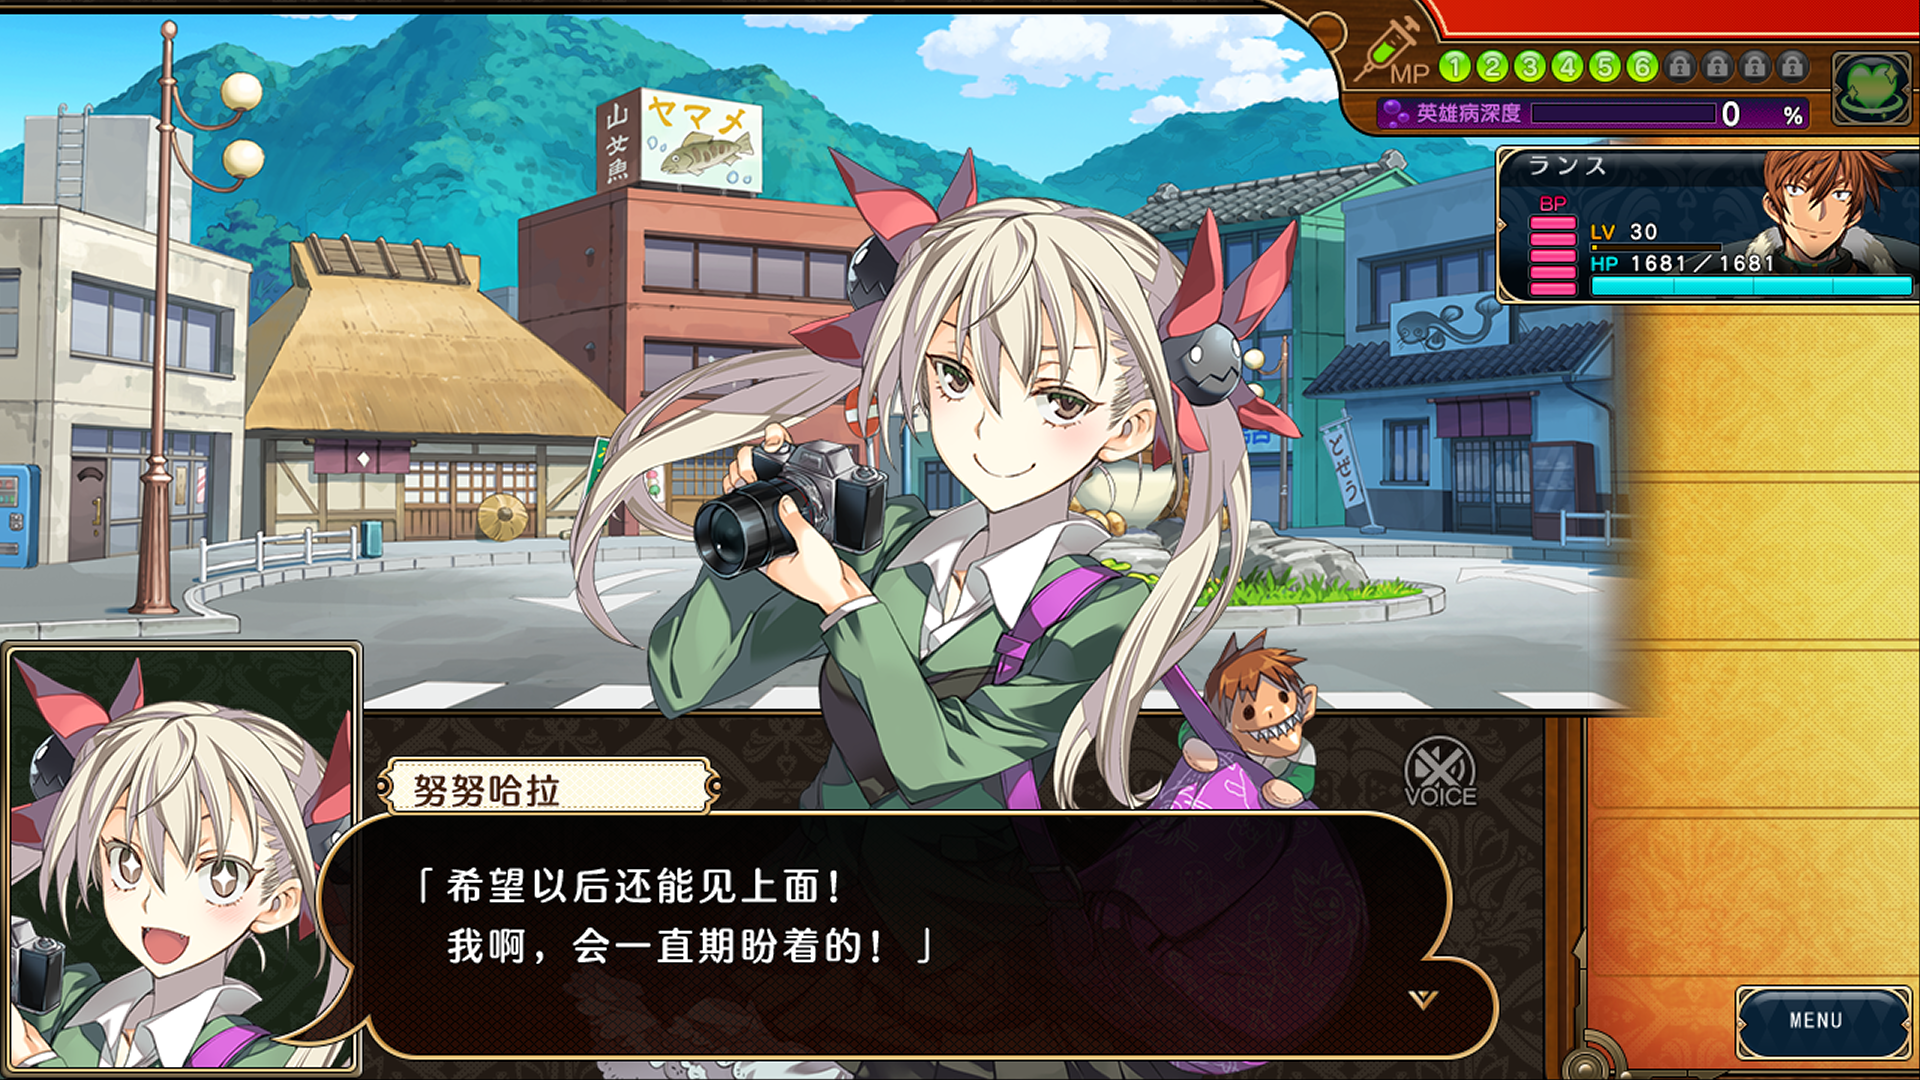 MP 1 2 3 4 5 6
英雄病深度 0 %
ランス
BP
LV 30
HP 1681/1681
山女魚
ヤマメ
どぜう
VOICE
努努哈拉
「希望以后还能见上面!
我啊，会一直期盼着的! 」
MENU